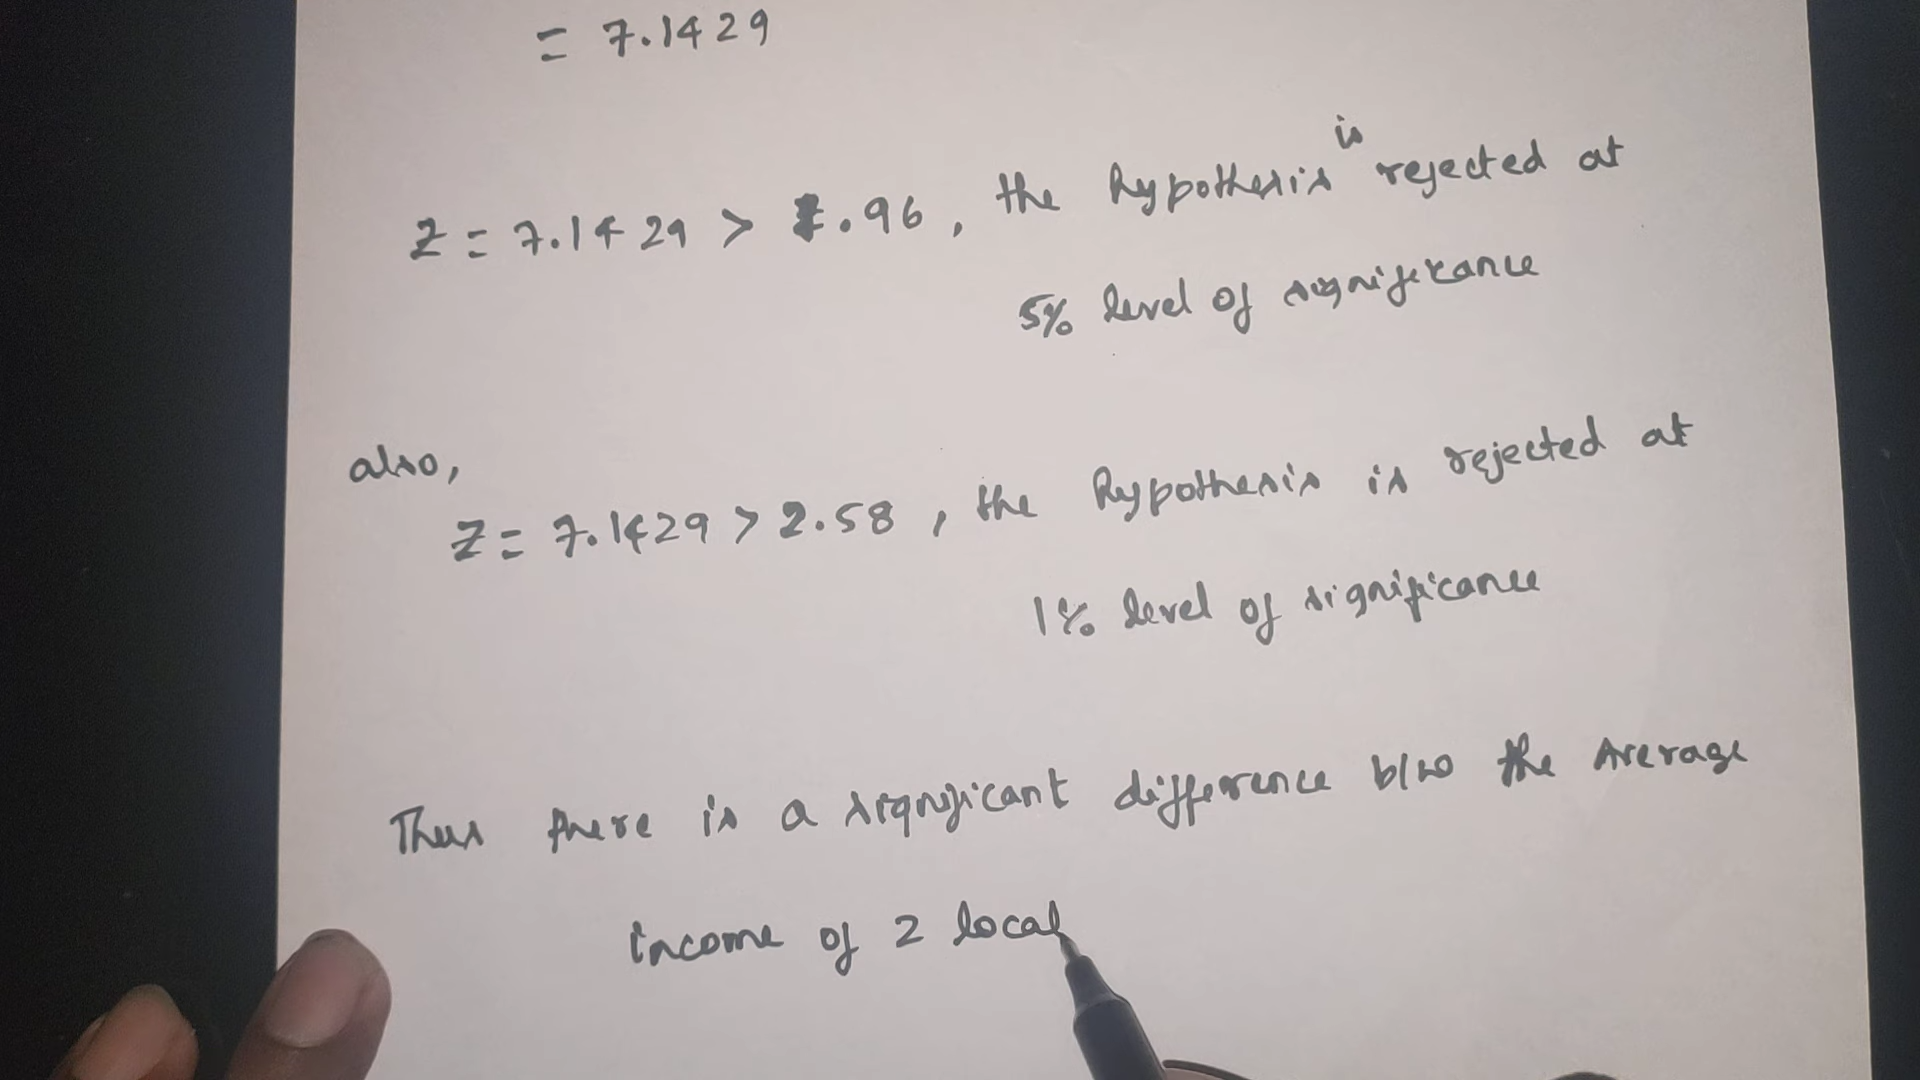 = 7.1429
Z = 7.1429 > 1.96, the hypothesis is rejected at
5% level of significance
also,
Z = 7.1429 > 2.58, the hypothesis is rejected at
1% level of significance
Thus there is a significant difference b/w the Average
income of 2 local